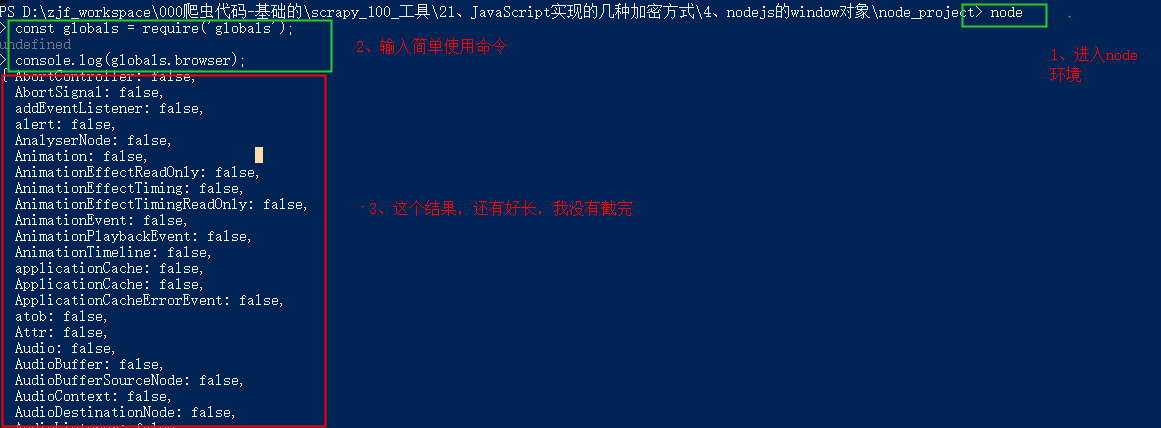 PS D:\zjf_workspace\000爬虫代码-基础的\scrapy_100_工具\21、JavaScript实现的几种加密方式\4、nodejs的window对象\node_project> node
> const globals = require('globals');
undefined
> console.log(globals.browser);
{ AbortController: false,
AbortSignal: false,
addEventListener: false,
alert: false,
AnalyserNode: false,
Animation: false,
AnimationEffectReadOnly: false,
AnimationEffectTiming: false,
AnimationEffectTimingReadOnly: false,
AnimationEvent: false,
AnimationPlaybackEvent: false,
AnimationTimeline: false,
applicationCache: false,
ApplicationCache: false,
ApplicationCacheErrorEvent: false,
atob: false,
Attr: false,
Audio: false,
AudioBuffer: false,
AudioBufferSourceNode: false,
AudioContext: false,
AudioDestinationNode: false,
1、进入node
环境
2、输入简单使用命令
3、这个结果，还有好长，我没有截完